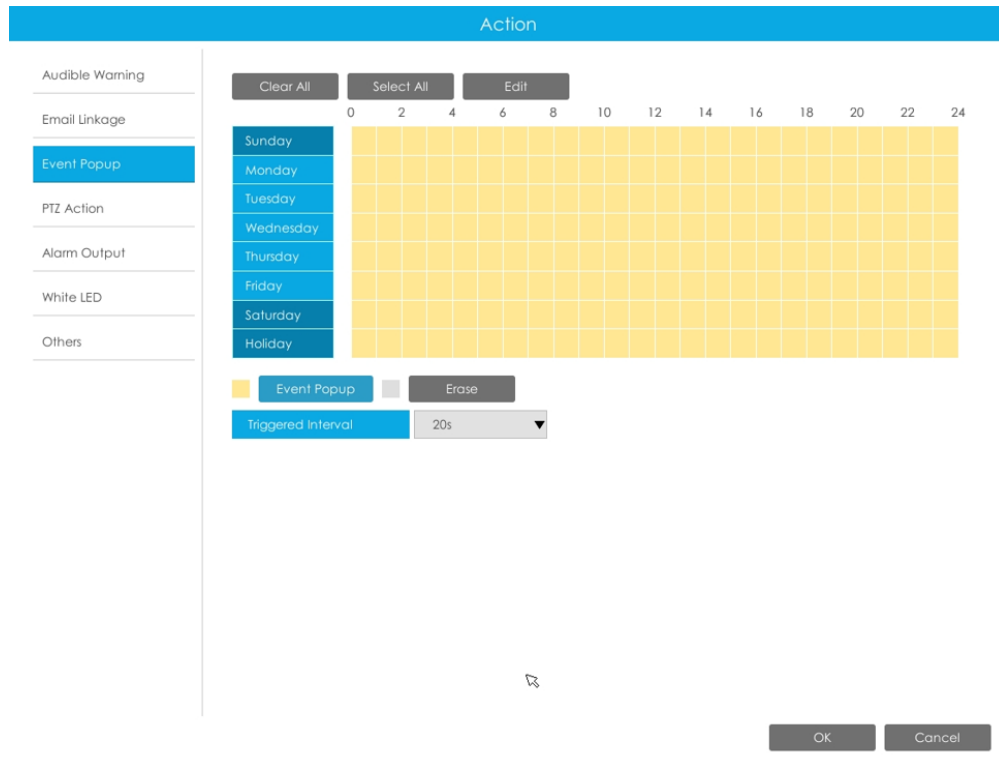 Action
Audible Warning
Email Linkage
Event Popup
PTZ Action
Alarm Output
White LED
Others
Clear All Select All Edit
0 2 4 6 8 10 12 14 16 18 20 22 24
Sunday
Monday
Tuesday
Wednesday
Thursday
Friday
Saturday
Holiday
Event Popup Erase
Triggered Interval 20s
OK Cancel